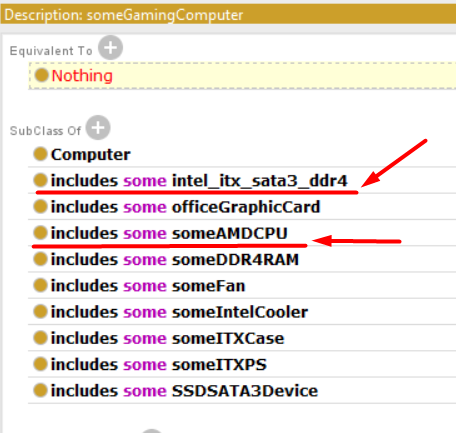 Description: someGamingComputer
Equivalent To
Nothing
SubClass Of
Computer
includes some intel_itx_sata3_ddr4
includes some officeGraphicCard
includes some someAMDCPU
includes some someDDR4RAM
includes some someFan
includes some someIntelCooler
includes some someITXCase
includes some someITXPS
includes some SSDSATA3Device